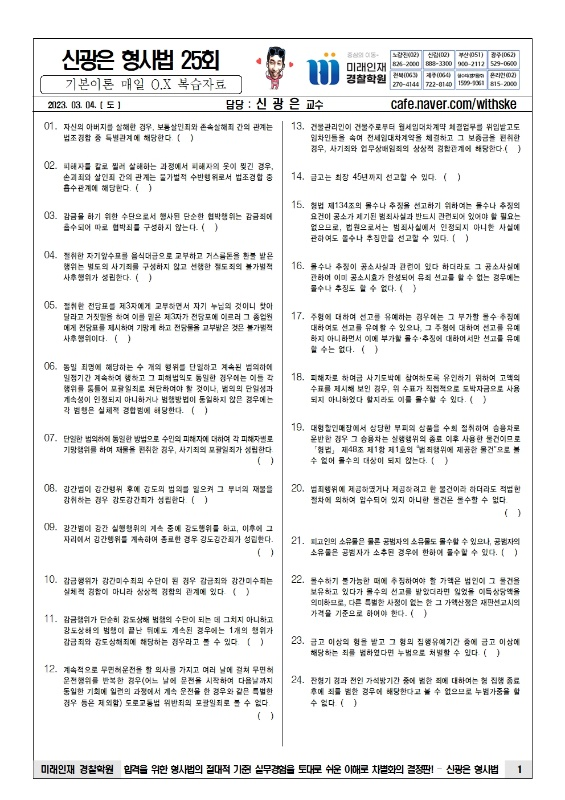 신광은 형사법 25회
기본이론 매일 O.X 복습자료
중심의 이동~
미래인재
경찰학원
노량진(02)
826-2000
신림(02)
888-3300
부산(051)
900-2112
광주(062)
529-0600
전북(063)
270-4144
제주(064)
722-8140
1599-9361
온라인(02)
815-2000
2023. 03. 04.( 토 )
담당 : 신 광 은 교수
cafe.naver.com/withske
01. 자신의 아버지를 살해한 경우, 보통살인죄와 존속살해죄 간의 관계는
법조경합 중 특별관계에 해당한다. ( )
02. 피해자를 칼로 찔러 살해하는 과정에서 피해자의 옷이 찢긴 경우,
손괴죄와 살인죄 간의 관계는 불가벌적 수반행위로서 법조경합 중
흡수관계에 해당한다. ( )
03. 감금을 하기 위한 수단으로서 행사된 단순한 협박행위는 감금죄에
흡수되어 따로 협박죄를 구성하지 않는다. ( )
04. 절취한 자기앞수표를 음식대금으로 교부하고 거스름돈을 환불 받은
행위는 별도의 사기죄를 구성하지 않고 선행한 절도죄의 불가벌적
사후행위가 성립한다. ( )
05. 절취한 전당표를 제3자에게 교부하면서 자기 누님의 것이니 찾아
달라고 거짓말을 하여 이를 믿은 제3자가 전당포에 이르러 그 종업원
에게 전당표를 제시하여 기망케 하고 전당물을 교부받은 것은 불가벌적
사후행위이다. ( )
06. 동일 죄명에 해당하는 수 개의 행위를 단일하고 계속된 범의하에
일정기간 계속하여 행하고 그 피해법익도 동일한 경우에는 이들 각
행위를 통틀어 포괄일죄로 처단하여야 할 것이나, 범의의 단일성과
계속성이 인정되지 아니하거나 범행방법이 동일하지 않은 경우에는
각 범행은 실체적 경합범에 해당한다. ( )
07. 단일한 범의하에 동일한 방법으로 수인의 피해자에 대하여 각 피해자별로
기망행위를 하여 재물을 편취한 경우, 사기죄의 포괄일죄가 성립한다.
( )
08. 강간범이 강간행위 후에 강도의 범의를 일으켜 그 부녀의 재물을
강취하는 경우 강도강간죄가 성립한다 ( )
09. 강간범이 강간 실행행위의 계속 중에 강도행위를 하고, 이후에 그
자리에서 강간행위를 계속하여 종료한 경우 강도강간죄가 성립한다.
( )
10. 감금행위가 강간미수죄의 수단이 된 경우 감금죄와 강간미수죄는
실체적 경합이 아니라 상상적 경합의 관계에 있다. ( )
11. 감금행위가 단순히 강도상해 범행의 수단이 되는 데 그치지 아니하고
강도상해의 범행이 끝난 뒤에도 계속된 경우에는 1개의 행위가
감금죄와 강도상해죄에 해당하는 경우라고 볼 수 있다. ( )
12. 계속적으로 무면허운전을 할 의사를 가지고 여러 날에 걸쳐 무면허
운전행위를 반복한 경우(어느 날에 운전을 시작하여 다음날까지
동일한 기회에 일련의 과정에서 계속 운전을 한 경우와 같은 특별한
경우 등은 제외함) 도로교통법 위반죄의 포괄일죄로 볼 수 없다.
( )
13. 건물관리인이 건물주로부터 월세임대차계약 체결업무를 위임받고도
임차인들을 속여 전세임대차계약을 체결하고 그 보증금을 편취한
경우, 사기죄와 업무상배임죄의 상상적 경합관계에 해당한다.( )
14. 금고는 최장 45년까지 선고할 수 있다. ( )
15. 형법 제134조의 몰수나 추징을 선고하기 위하여는 몰수나 추징의
요건이 공소가 제기된 범죄사실과 반드시 관련되어 있어야 할 필요는
없으므로, 법원으로서는 범죄사실에서 인정되지 아니한 사실에
관하여도 몰수나 추징만을 선고할 수 있다. ( )
16. 몰수나 추징이 공소사실과 관련이 있다 하더라도 그 공소사실에
관하여 이미 공소시효가 완성되어 유죄 선고를 할 수 없는 경우에는
몰수나 추징도 할 수 없다. ( )
17. 주형에 대하여 선고를 유예하는 경우에는 그 부가할 몰수 추징에
대하여도 선고를 유예할 수 있으나, 그 주형에 대하여 선고를 유예
하지 아니하면서 이에 부가할 몰수·추징에 대하여서만 선고를 유예
할 수는 없다. ( )
18. 피해자로 하여금 사기도박에 참여하도록 유인하기 위하여 고액의
수표를 제시해 보인 경우, 위 수표가 직접적으로 도박자금으로 사용
되지 아니하였다 할지라도 이를 몰수할 수 있다. ( )
19. 대형할인매장에서 상당한 부피의 상품을 수회 절취하여 승용차로
운반한 경우 그 승용차는 실행행위의 종료 이후 사용한 물건이므로
「형법」 제48조 제1항 제1호의 "범죄행위에 제공한 물건"으로 볼
수 없어 몰수의 대상이 되지 않는다. ( )
20. 범죄행위에 제공하였거나 제공하려고 한 물건이라 하더라도 적법한
절차에 의하여 압수되어 있지 아니한 물건은 몰수할 수 없다.
( )
21. 피고인의 소유물은 물론 공범자의 소유물도 몰수할 수 있으나, 공범자의
소유물은 공범자가 소추된 경우에 한하여 몰수할 수 있다. ( )
22. 몰수하기 불가능한 때에 추징하여야 할 가액은 범인이 그 물건을
보유하고 있다가 몰수의 선고를 받았더라면 잃었을 이득상당액을
의미하므로, 다른 특별한 사정이 없는 한 그 가액산정은 재판선고시의
가격을 기준으로 하여야 한다. ( )
23. 금고 이상의 형을 받고 그 형의 집행유예기간 중에 금고 이상에
해당하는 죄를 범하였다면 누범으로 처벌할 수 있다. ( )
24. 잔형기 경과 전인 가석방기간 중에 범한 죄에 대하여는 형 집행 종료
후에 죄를 범한 경우에 해당한다고 볼 수 없으므로 누범가중을 할
수 없다. ( )
미래인재 경찰학원
합격을 위한 형사법의 절대적 기준! 실무경험을 토대로 쉬운 이해로 차별화의 결정판! - 신광은 형사법
1